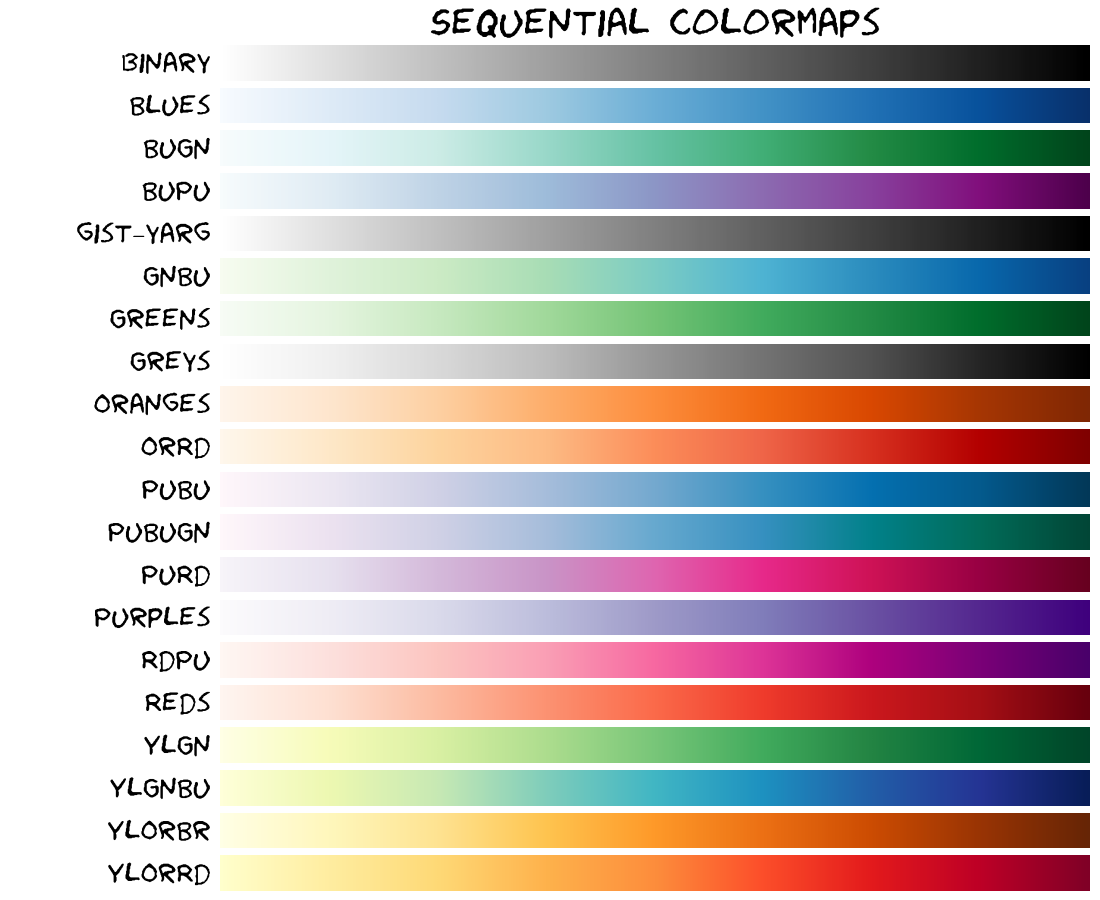 SEQUENTIAL COLORMAPS
BINARY
BLUES
BUGN
BUPU
GIST-YARG
GNBU
GREENS
GREYS
ORANGES
ORRD
PUBU
PUBUGN
PURD
PURPLES
RDPU
REDS
YLGN
YLGNBU
YLORBR
YLORRD